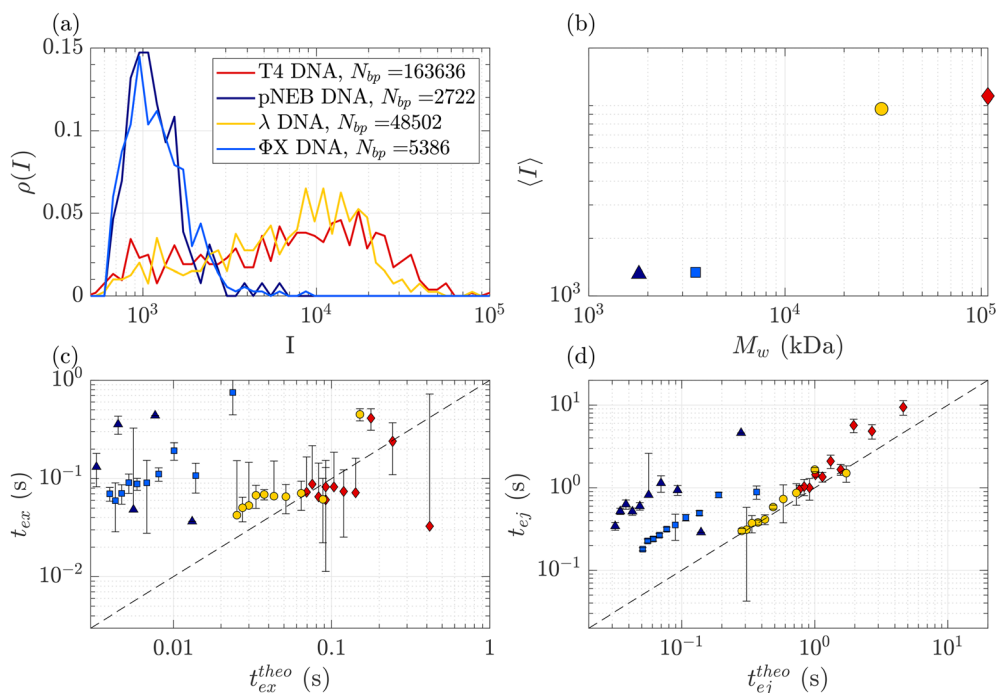 (a)
0.15
0.1
0.05
0
ρ(I)
T4 DNA, N_bp =163636
pNEB DNA, N_bp =2722
λ DNA, N_bp =48502
ΦX DNA, N_bp =5386
10^3
10^4
10^5
I
(b)
⟨I⟩
10^3
10^3
10^4
10^5
M_w (kDa)
(c)
10^0
10^-1
10^-2
t_ex (s)
0.01
0.1
1
t_ex^theo (s)
(d)
10^1
10^0
10^-1
t_ej (s)
10^-1
10^0
10^1
t_ej^theo (s)